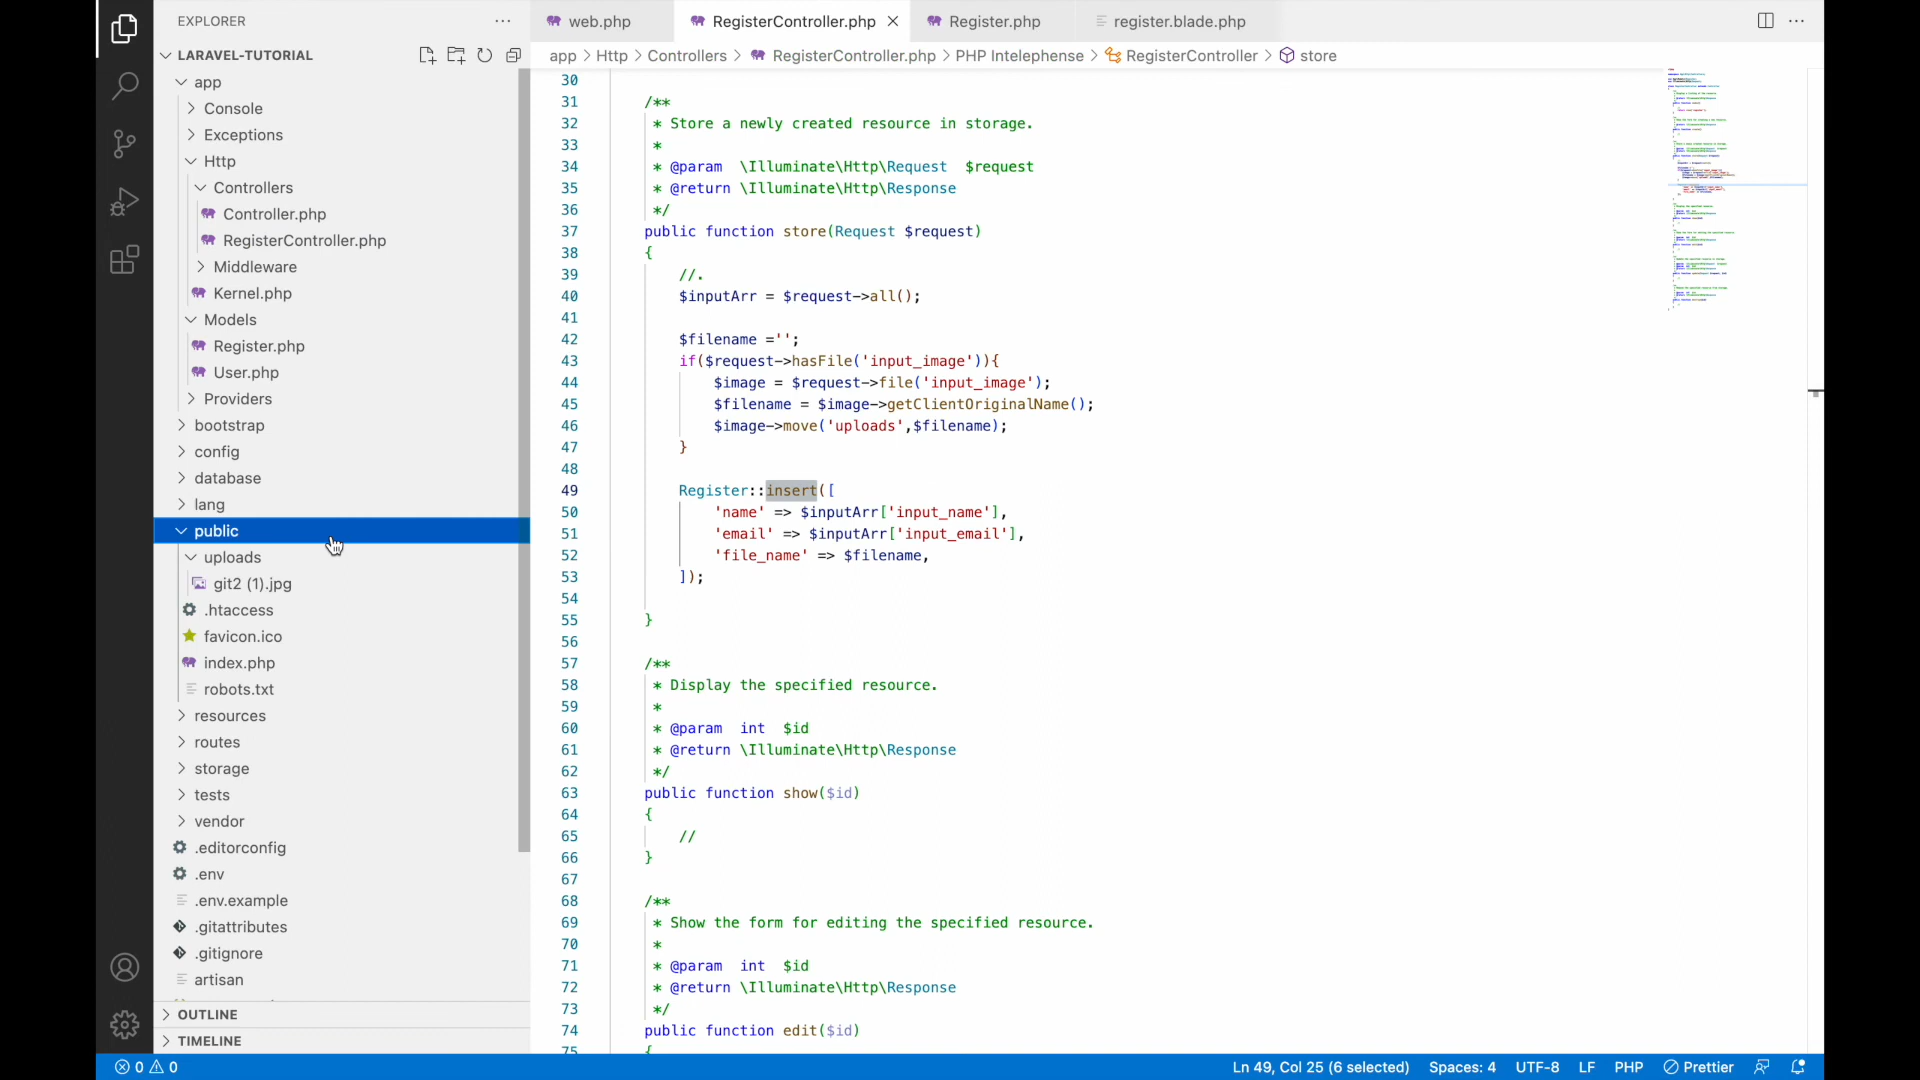 EXPLORER
web.php
RegisterController.php
Register.php
register.blade.php
LARAVEL-TUTORIAL
app > Http > Controllers > RegisterController.php > PHP Intelephense > RegisterController > store
app
Console
Exceptions
Http
Controllers
Controller.php
RegisterController.php
Middleware
Kernel.php
Models
Register.php
User.php
Providers
bootstrap
config
database
lang
public
uploads
git2 (1).jpg
.htaccess
favicon.ico
index.php
robots.txt
resources
routes
storage
tests
vendor
.editorconfig
.env
.env.example
.gitattributes
.gitignore
artisan
OUTLINE
TIMELINE
30
31 /**
32 * Store a newly created resource in storage.
33 *
34 * @param \Illuminate\Http\Request $request
35 * @return \Illuminate\Http\Response
36 */
37 public function store(Request $request)
38 {
39 //.
40 $inputArr = $request->all();
41
42 $filename ='';
43 if($request->hasFile('input_image')){
44 $image = $request->file('input_image');
45 $filename = $image->getClientOriginalName();
46 $image->move('uploads',$filename);
47 }
48
49 Register::insert([
50 'name' => $inputArr['input_name'],
51 'email' => $inputArr['input_email'],
52 'file_name' => $filename,
53 ]);
54
55 }
56
57 /**
58 * Display the specified resource.
59 *
60 * @param int $id
61 * @return \Illuminate\Http\Response
62 */
63 public function show($id)
64 {
65 //
66 }
67
68 /**
69 * Show the form for editing the specified resource.
70 *
71 * @param int $id
72 * @return \Illuminate\Http\Response
73 */
74 public function edit($id)
75 {
0 0
Ln 49, Col 25 (6 selected)
Spaces: 4
UTF-8
LF
PHP
Prettier